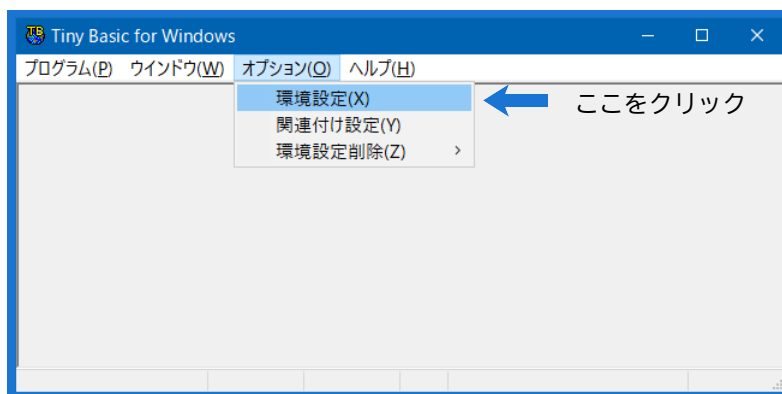 Tiny Basic for Windows
プログラム(P) ウインドウ(W) オプション(O) ヘルプ(H)
環境設定(X)
ここをクリック
関連付け設定(Y)
環境設定削除(Z)